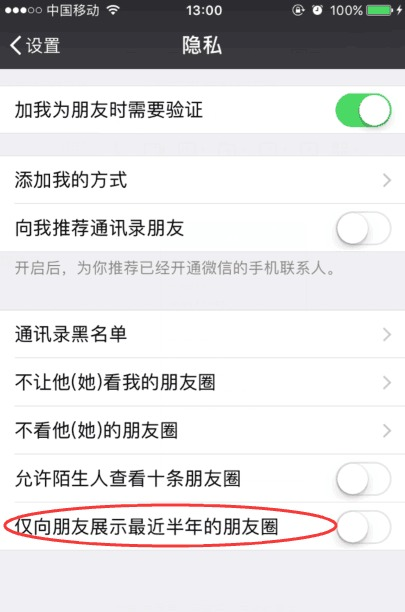 中国移动 13:00 100%
设置 隐私
加我为朋友时需要验证
添加我的方式
向我推荐通讯录朋友
开启后，为你推荐已经开通微信的手机联系人。
通讯录黑名单
不让他(她)看我的朋友圈
不看他(她)的朋友圈
允许陌生人查看十条朋友圈
仅向朋友展示最近半年的朋友圈